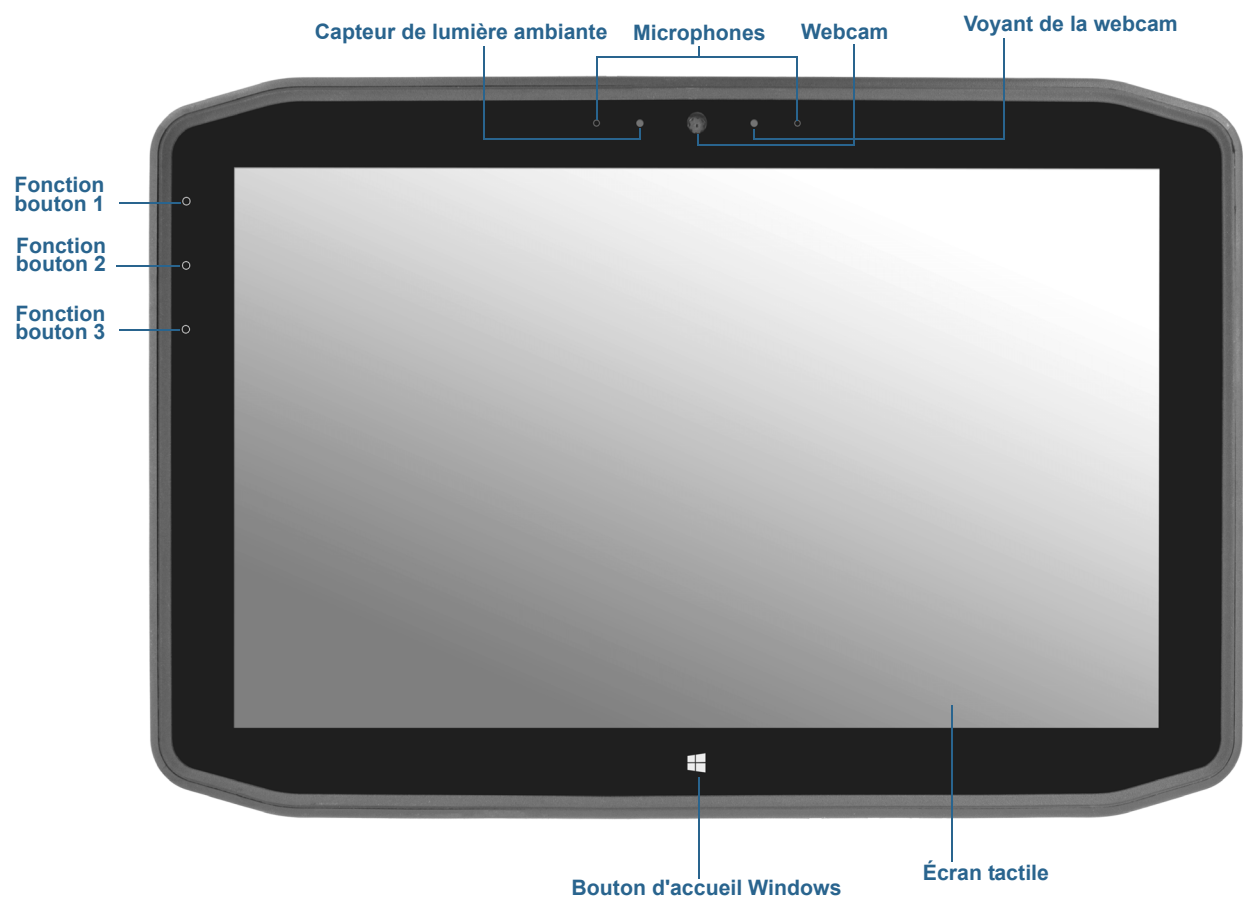 Capteur de lumière ambiante
Microphones
Webcam
Voyant de la webcam
Fonction
bouton 1
Fonction
bouton 2
Fonction
bouton 3
Écran tactile
Bouton d'accueil Windows